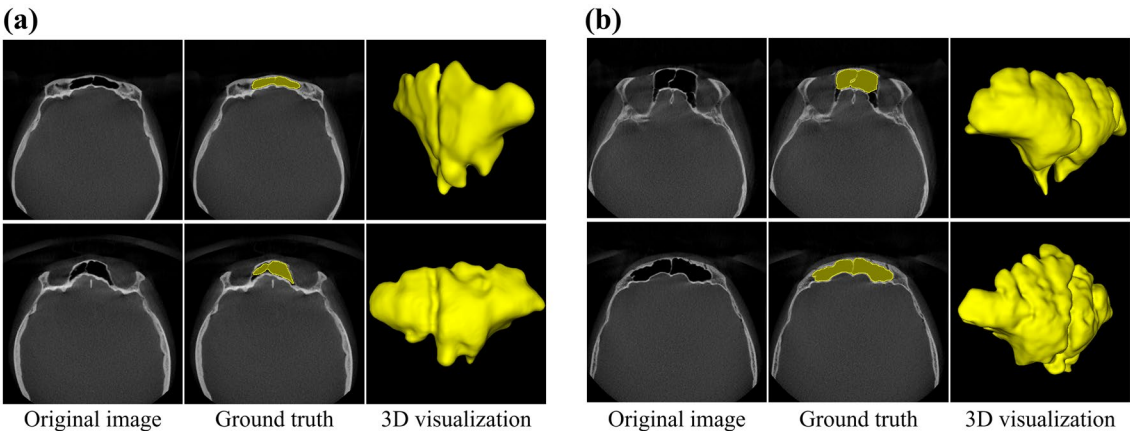 (a)
(b)
Original image Ground truth 3D visualization
Original image Ground truth 3D visualization